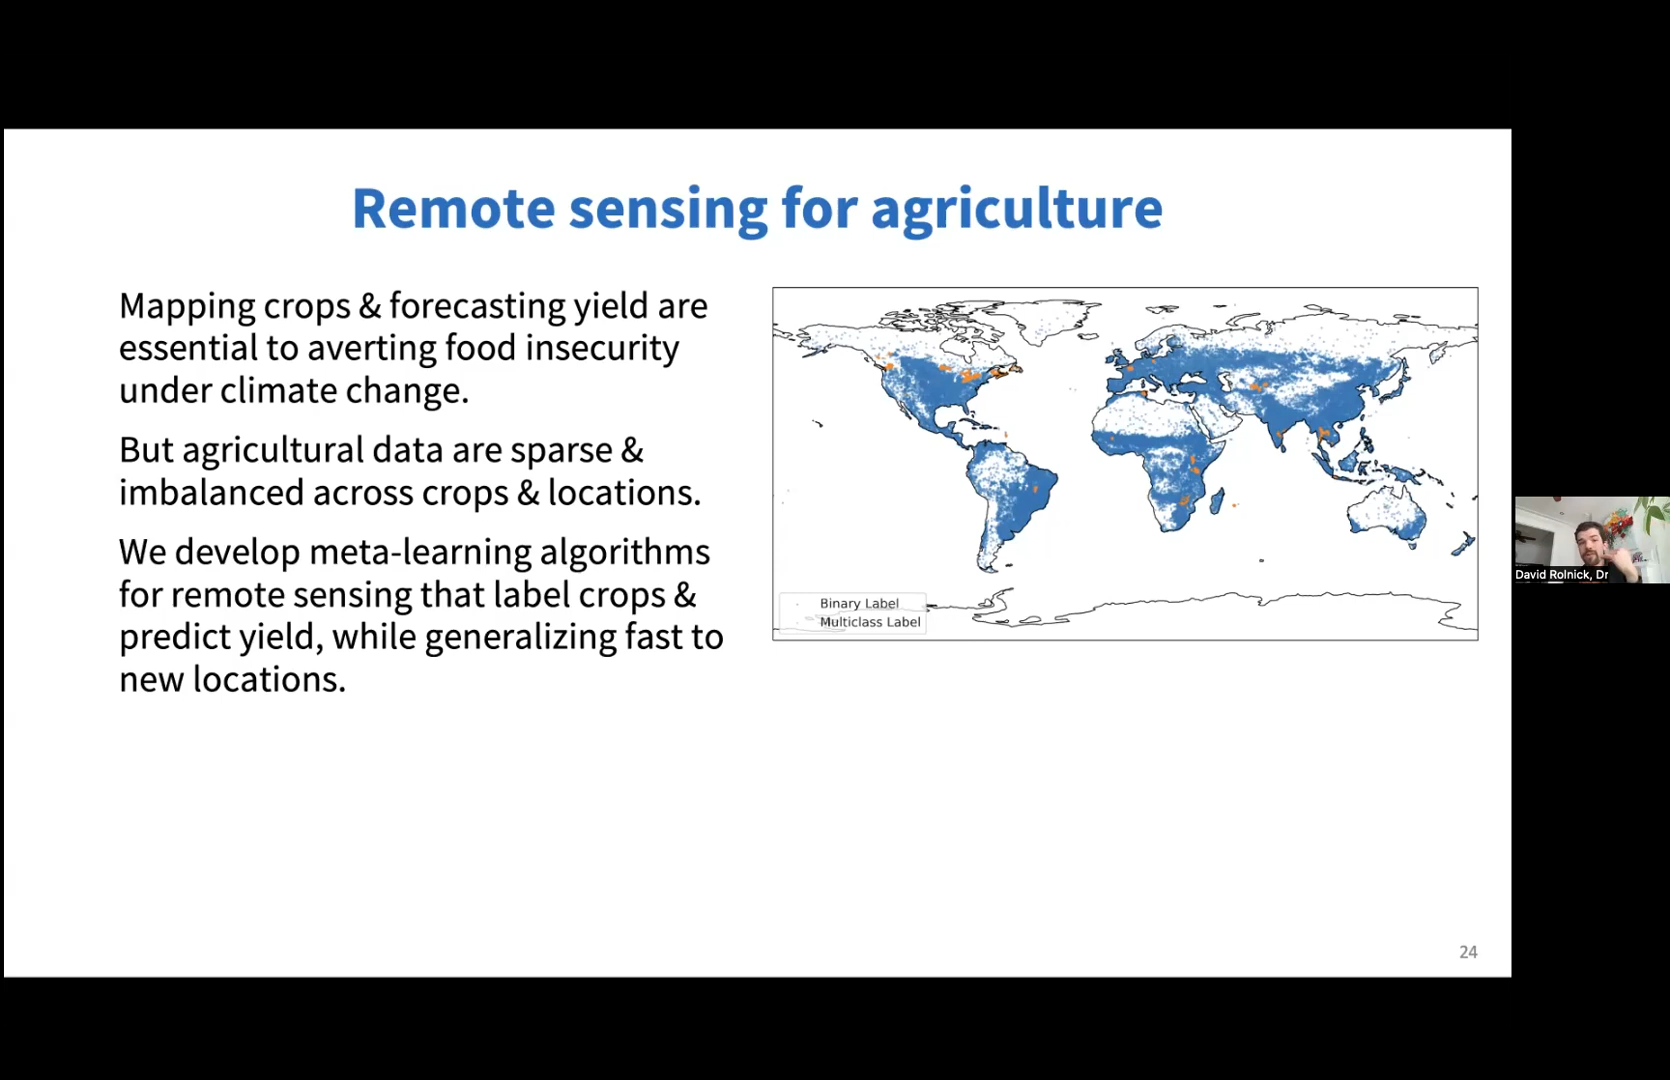 Remote sensing for agriculture
Mapping crops & forecasting yield are
essential to averting food insecurity
under climate change.
But agricultural data are sparse &
imbalanced across crops & locations.
We develop meta-learning algorithms
for remote sensing that label crops &
predict yield, while generalizing fast to
new locations.
Binary Label
Multiclass Label
David Rolnick, Dr
24